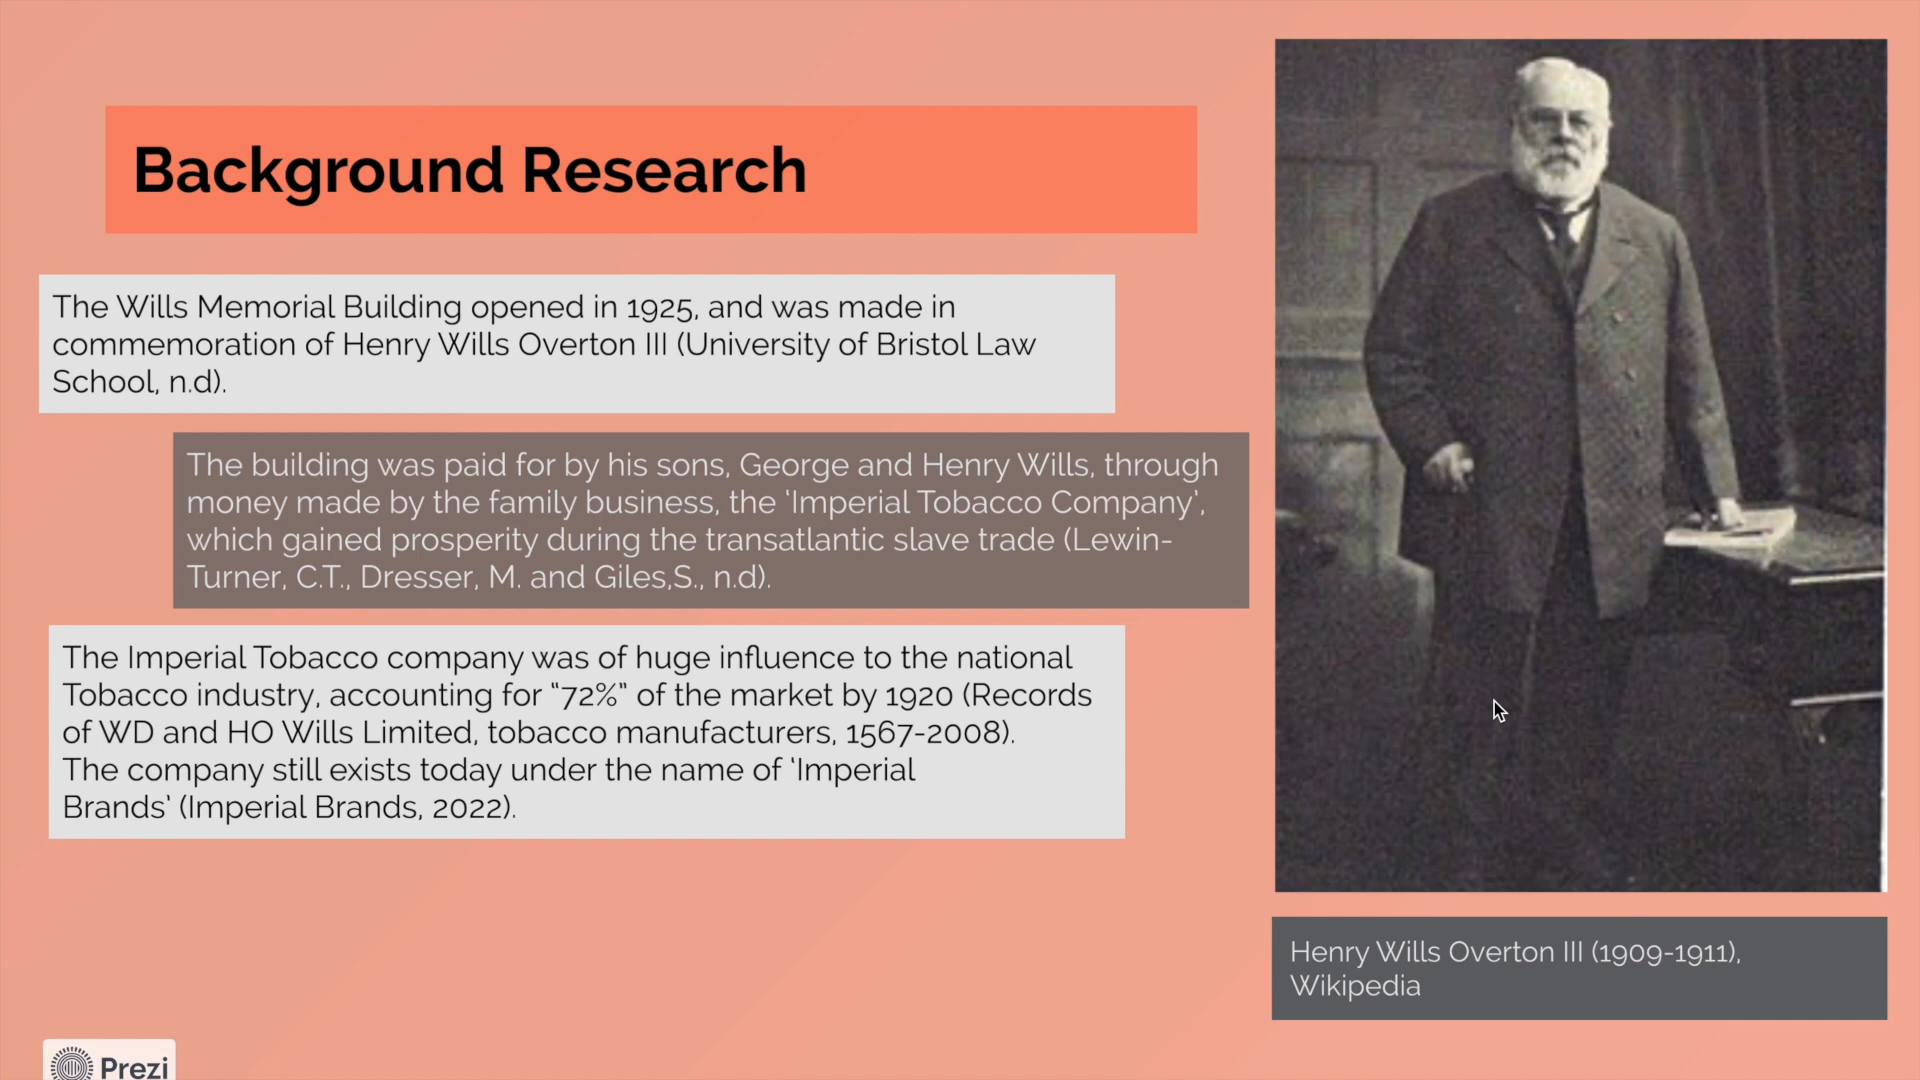 Background Research
The Wills Memorial Building opened in 1925, and was made in
commemoration of Henry Wills Overton III (University of Bristol Law
School, n.d).
The building was paid for by his sons, George and Henry Wills, through
money made by the family business, the ‘Imperial Tobacco Company’,
which gained prosperity during the transatlantic slave trade (Lewin-
Turner, C.T., Dresser, M. and Giles,S., n.d).
The Imperial Tobacco company was of huge influence to the national
Tobacco industry, accounting for “72%” of the market by 1920 (Records
of WD and HO Wills Limited, tobacco manufacturers, 1567-2008).
The company still exists today under the name of ‘Imperial
Brands’ (Imperial Brands, 2022).
Henry Wills Overton III (1909-1911),
Wikipedia
Prezi